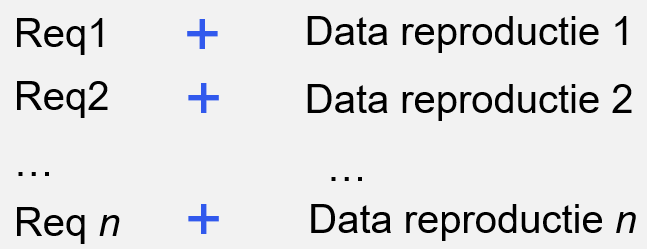 Req1 + Data reproductie 1
Req2 + Data reproductie 2
... ...
Req n + Data reproductie n